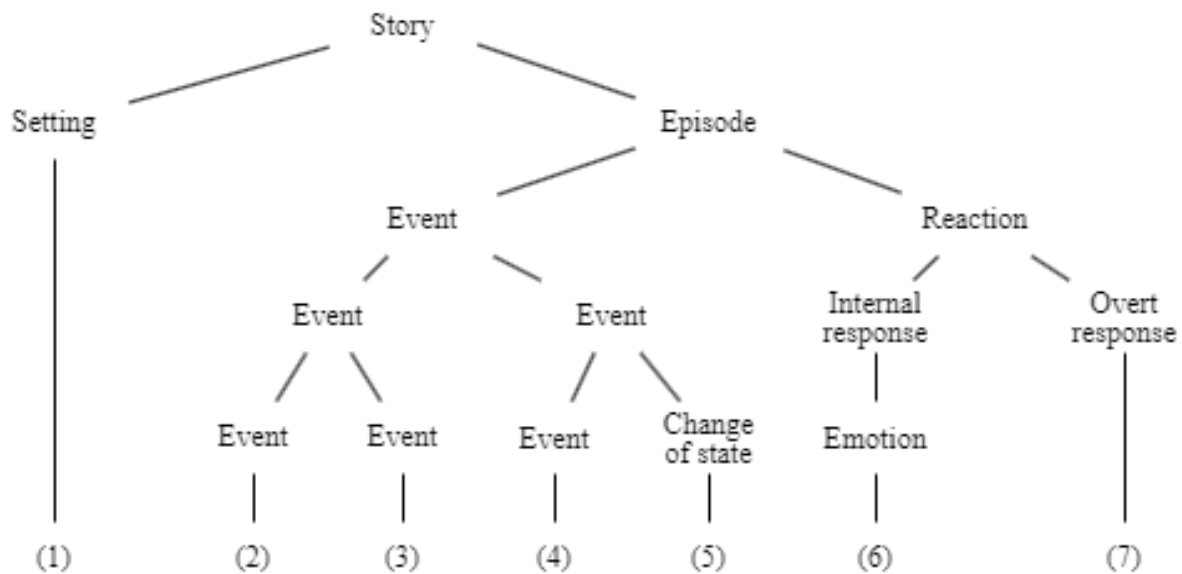 Story
Setting
Episode
Event
Reaction
Event
Event
Internal
response
Overt
response
Event
Event
Event
Change
of state
Emotion
(1)
(2)
(3)
(4)
(5)
(6)
(7)